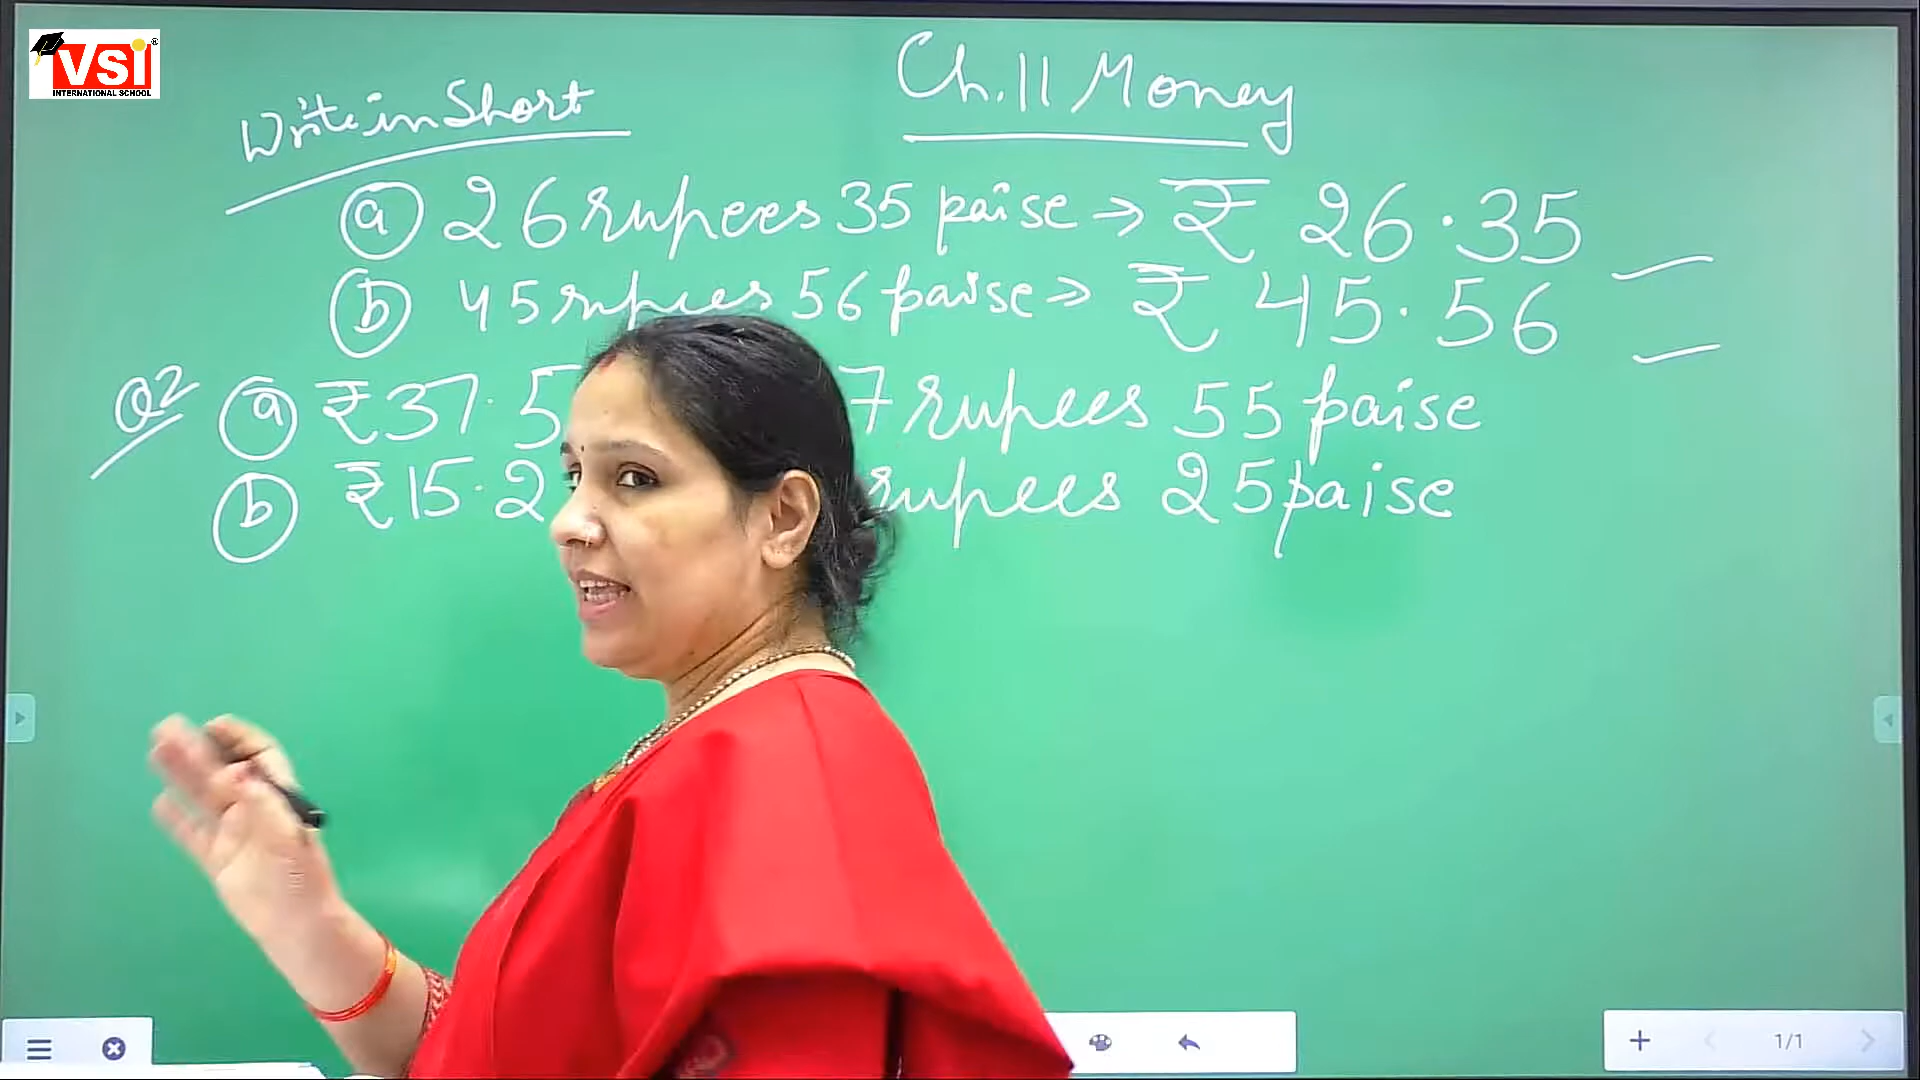 VSI
INTERNATIONAL SCHOOL
Ch.11 Money
Write in Short
(a) 26 rupees 35 paise → ₹ 26.35
(b) 45 rupees 56 paise → ₹ 45.56
Q2 (a) ₹37.5 7 rupees 55 paise
(b) ₹15.2 rupees 25 paise
1/1